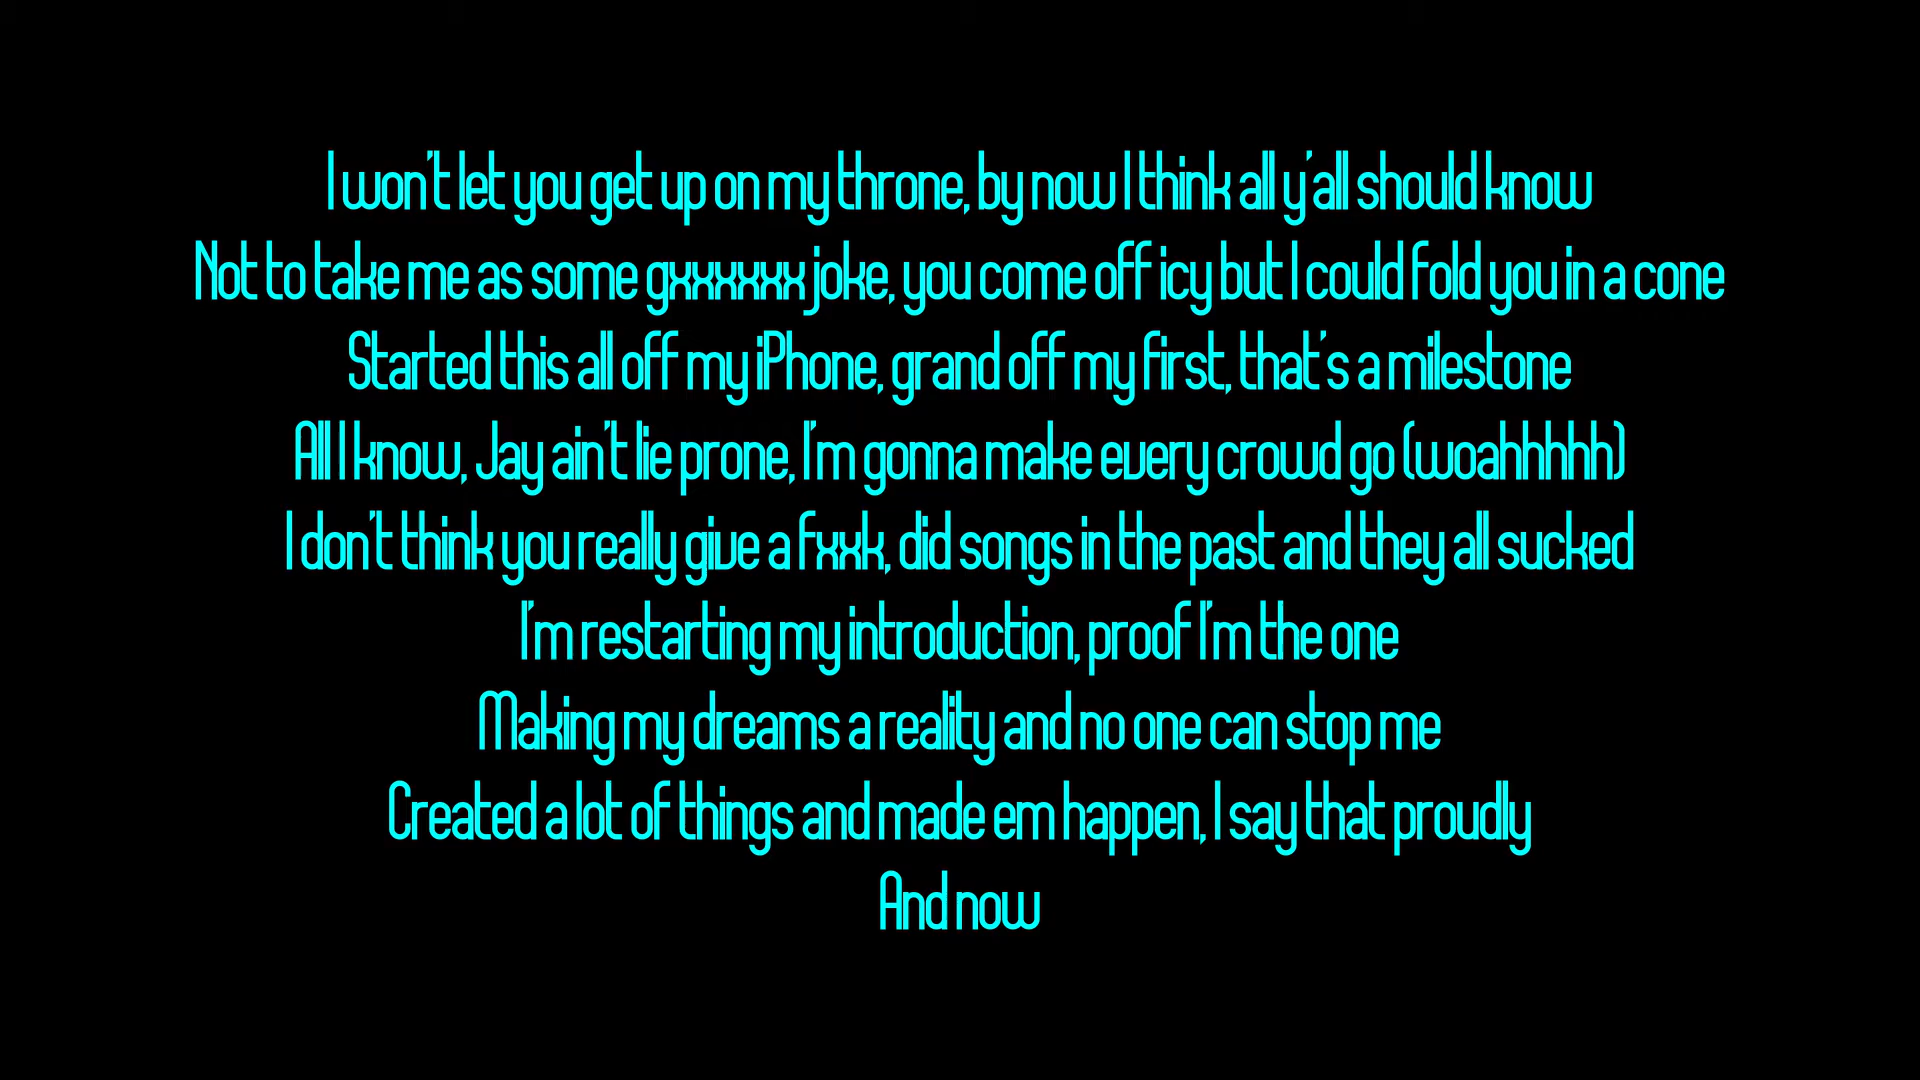 I won't let you get up on my throne, by now I think all y'all should know
Not to take me as some gxxxxxx joke, you come off icy but I could fold you in a cone
Started this all off my iPhone, grand off my first, that's a milestone
All I know, Jay ain't lie prone, I'm gonna make every crowd go (woahhhhh)
I don't think you really give a fxxk, did songs in the past and they all sucked
I'm restarting my introduction, proof I'm the one
Making my dreams a reality and no one can stop me
Created a lot of things and made em happen, I say that proudly
And now